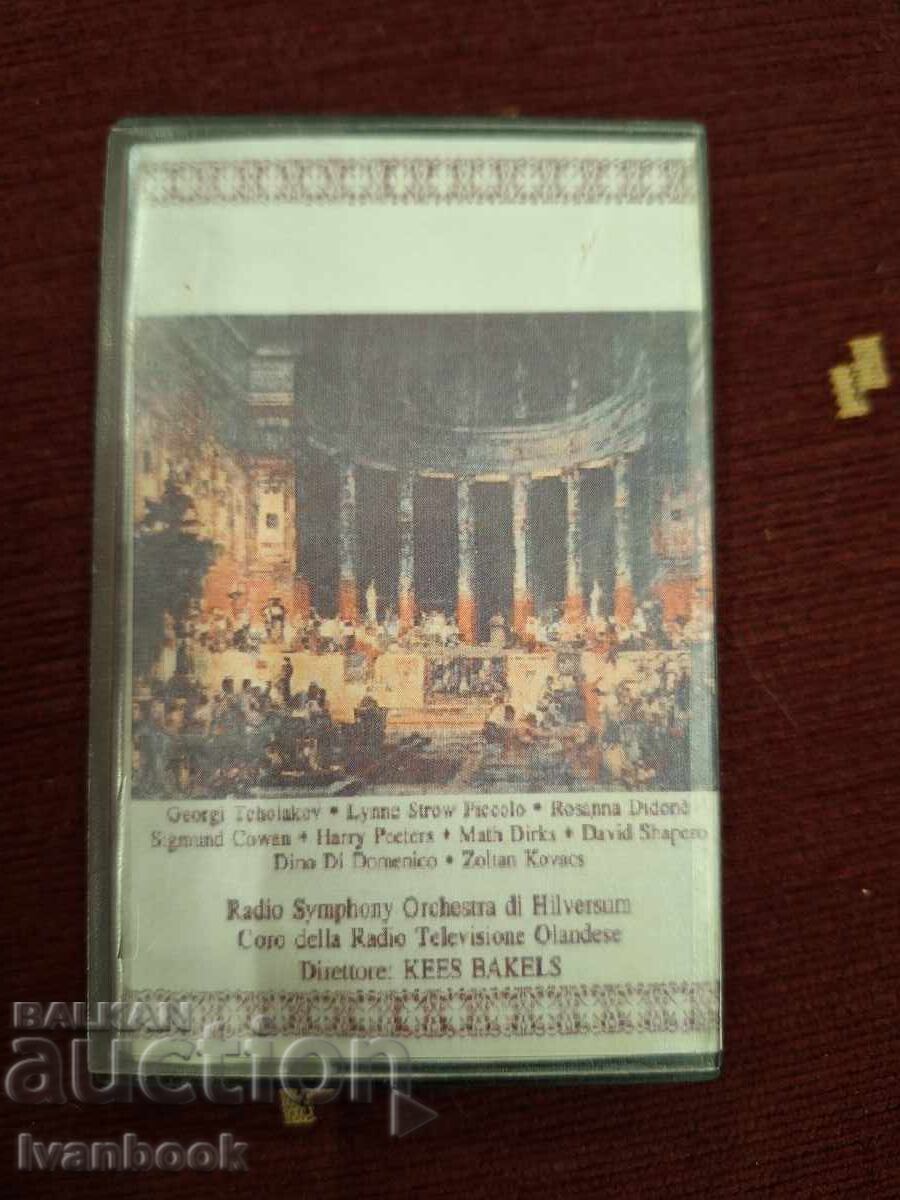 Georgi Tcholakov • Lynne Strow Piccolo • Rosanna Didonè
Sigmund Cowan • Harry Peeters • Math Dirks • David Shapero
Dino Di Domenico • Zoltan Kovacs
Radio Symphony Orchestra di Hilversum
Coro della Radio Televisione Olandese
Direttore: KEES BAKELS
BALKAN
auction
Ivanbook